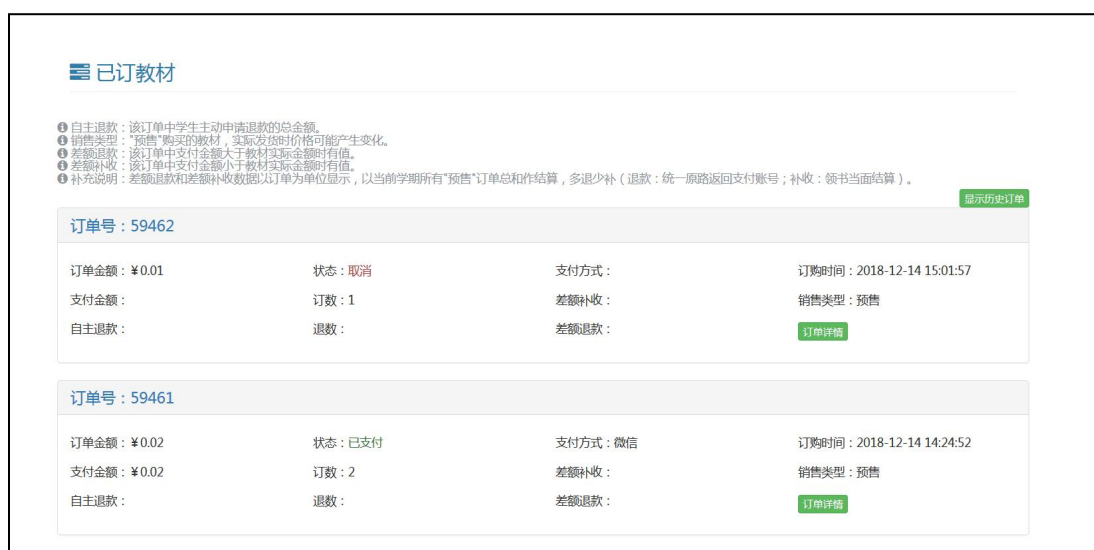 已订教材
自主退款：该订单中学生主动申请退款的总金额。
销售类型："预售"购买的教材，实际发货时价格可能产生变化。
差额退款：该订单中支付金额大于教材实际金额时有值。
差额补收：该订单中支付金额小于教材实际金额时有值。
补充说明：差额退款和差额补收数据以订单为单位显示，以当前学期所有"预售"订单总和作结算，多退少补（退款：统一原路返回支付账号；补收：领书当面结算）。
显示历史订单
订单号：59462
订单金额：¥0.01 状态：取消 支付方式： 订购时间：2018-12-14 15:01:57
支付金额： 订数：1 差额补收： 销售类型：预售
自主退款： 退数： 差额退款： 订单详情
订单号：59461
订单金额：¥0.02 状态：已支付 支付方式：微信 订购时间：2018-12-14 14:24:52
支付金额：¥0.02 订数：2 差额补收： 销售类型：预售
自主退款： 退数： 差额退款： 订单详情